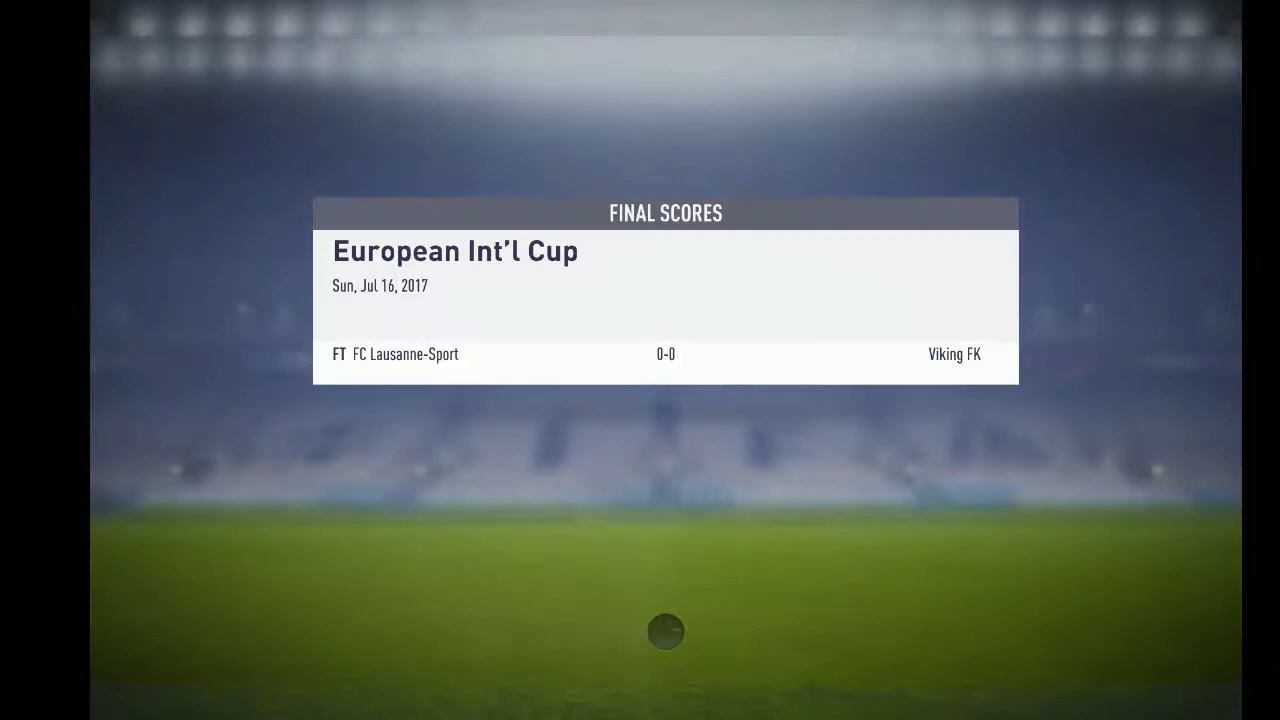 FINAL SCORES
European Int'l Cup
Sun, Jul 16, 2017
FT FC Lausanne-Sport 0-0 Viking FK